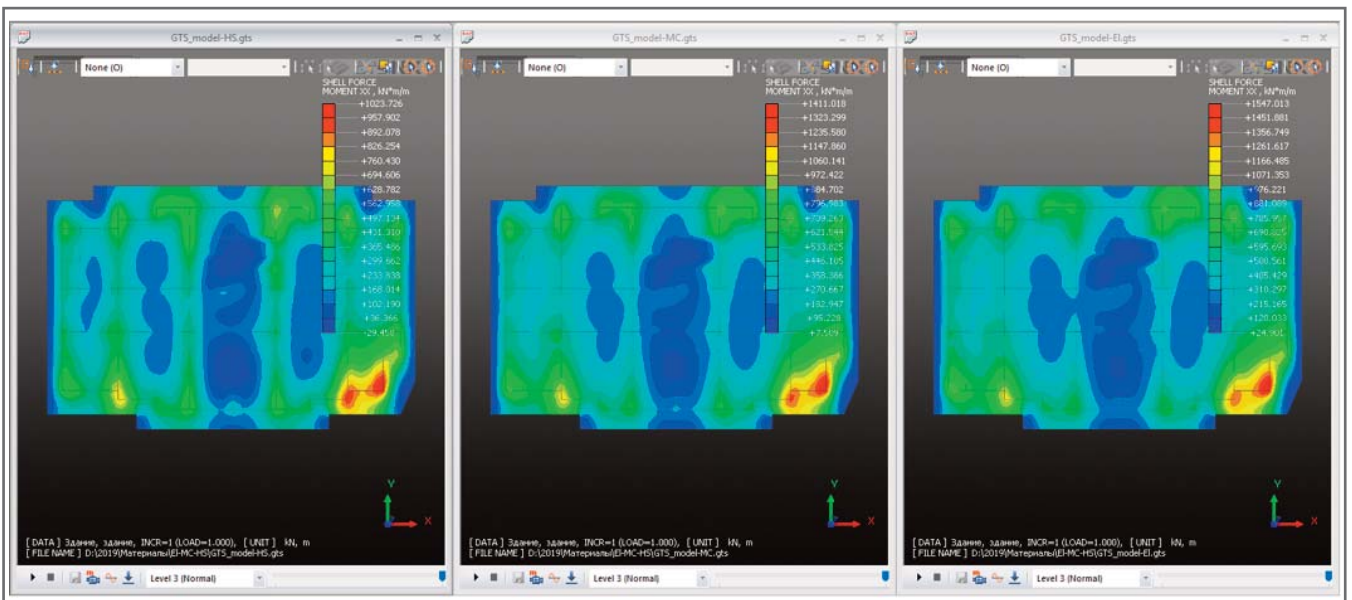 GTS_model-HS.gts
None (O)
SHELL FORCE
MOMENT XX , kN*m/m
+1023.726
+957.902
+892.078
+826.254
+760.430
+694.606
+628.782
+562.958
+497.134
+431.310
+365.486
+299.662
+233.838
+168.014
+102.190
+36.366
-29.458
Y
X
[ DATA ] Здание, здание, INCR=1 (LOAD=1.000), [ UNIT ] kN, m
[ FILE NAME ] D:\2019\Материалы\El-MC-HS\GTS_model-HS.gts
Level 3 (Normal)
GTS_model-MC.gts
None (O)
SHELL FORCE
MOMENT XX , kN*m/m
+1411.018
+1323.299
+1235.580
+1147.860
+1060.141
+972.422
+884.702
+796.983
+709.263
+621.544
+533.825
+446.105
+358.386
+270.667
+182.947
+95.228
+7.509
Y
X
[ DATA ] Здание, здание, INCR=1 (LOAD=1.000), [ UNIT ] kN, m
[ FILE NAME ] D:\2019\Материалы\El-MC-HS\GTS_model-MC.gts
Level 3 (Normal)
GTS_model-El.gts
None (O)
SHELL FORCE
MOMENT XX , kN*m/m
+1547.013
+1451.881
+1356.749
+1261.617
+1166.485
+1071.353
+976.221
+881.089
+785.957
+690.825
+595.693
+500.561
+405.429
+310.297
+215.165
+120.033
+24.901
Y
X
[ DATA ] Здание, здание, INCR=1 (LOAD=1.000), [ UNIT ] kN, m
[ FILE NAME ] D:\2019\Материалы\El-MC-HS\GTS_model-El.gts
Level 3 (Normal)